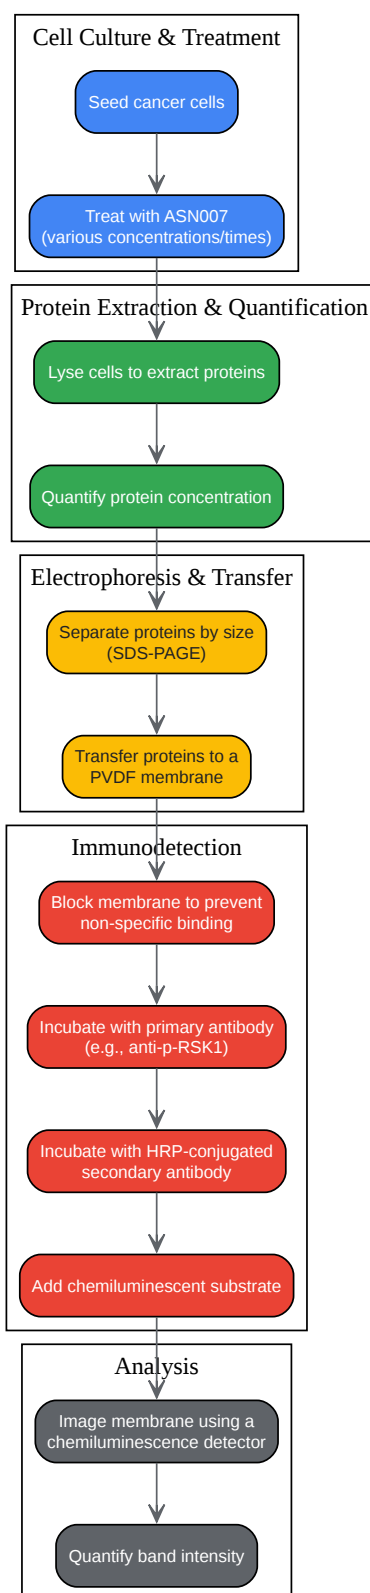 Cell Culture & Treatment
Seed cancer cells
Treat with ASN007
(various concentrations/times)
Protein Extraction & Quantification
Lyse cells to extract proteins
Quantify protein concentration
Electrophoresis & Transfer
Separate proteins by size
(SDS-PAGE)
Transfer proteins to a
PVDF membrane
Immunodetection
Block membrane to prevent
non-specific binding
Incubate with primary antibody
(e.g., anti-p-RSK1)
Incubate with HRP-conjugated
secondary antibody
Add chemiluminescent substrate
Analysis
Image membrane using a
chemiluminescence detector
Quantify band intensity